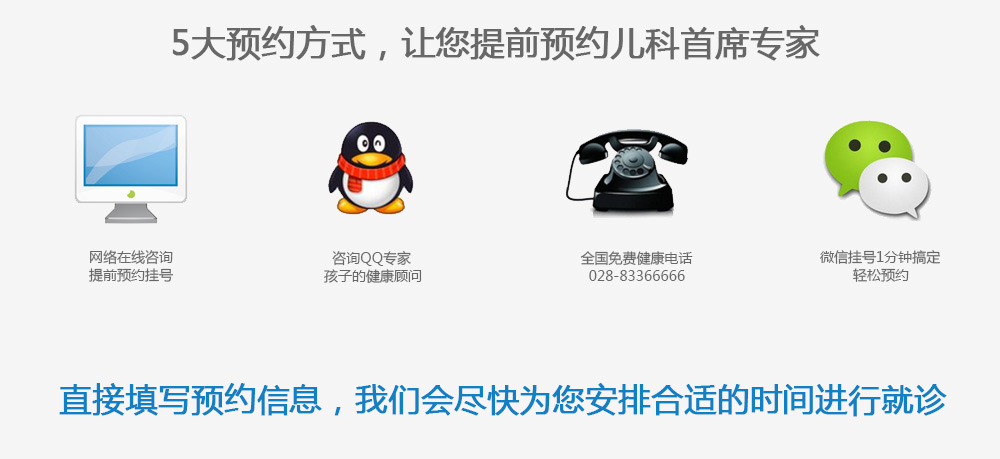 5大预约方式，让您提前预约儿科首席专家
网络在线咨询
提前预约挂号
咨询QQ专家
孩子的健康顾问
全国免费健康电话
028-83366666
微信挂号1分钟搞定
轻松预约
直接填写预约信息，我们会尽快为您安排合适的时间进行就诊